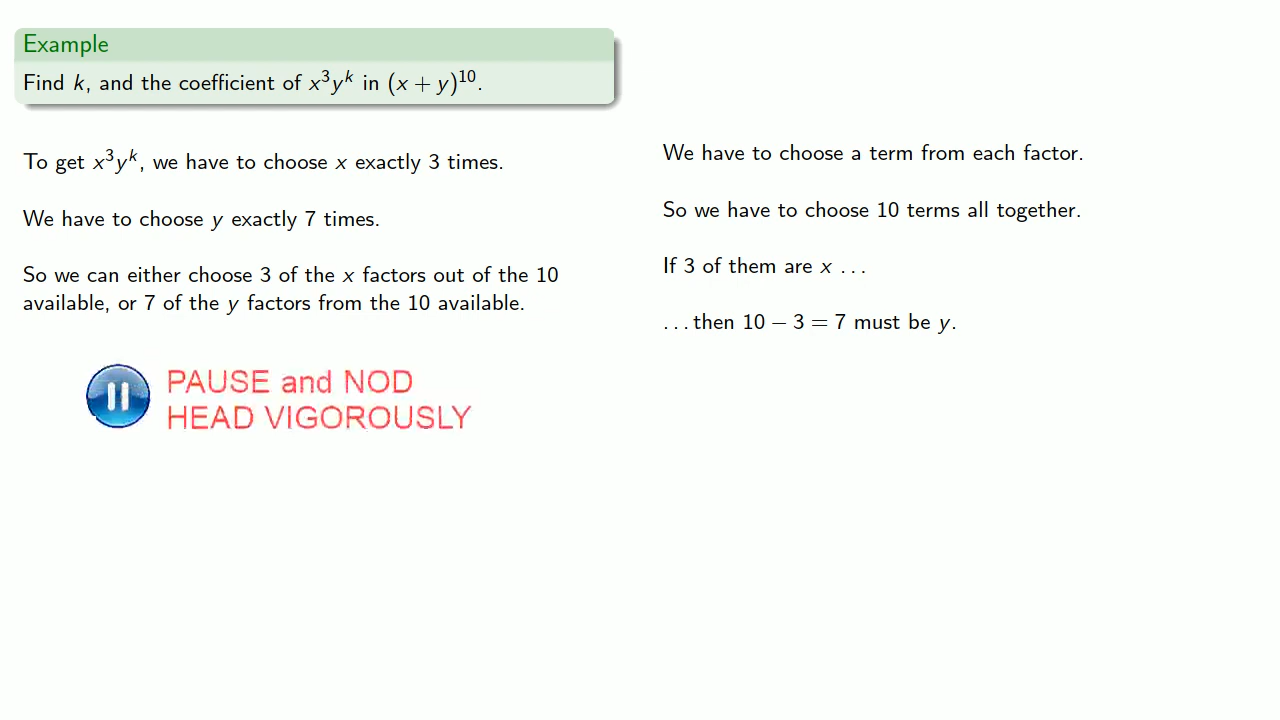 Example
Find k, and the coefficient of x³yᵏ in (x + y)¹⁰.
To get x³yᵏ, we have to choose x exactly 3 times.
We have to choose y exactly 7 times.
So we can either choose 3 of the x factors out of the 10
available, or 7 of the y factors from the 10 available.
PAUSE and NOD
HEAD VIGOROUSLY
We have to choose a term from each factor.
So we have to choose 10 terms all together.
If 3 of them are x . . .
. . . then 10 − 3 = 7 must be y.